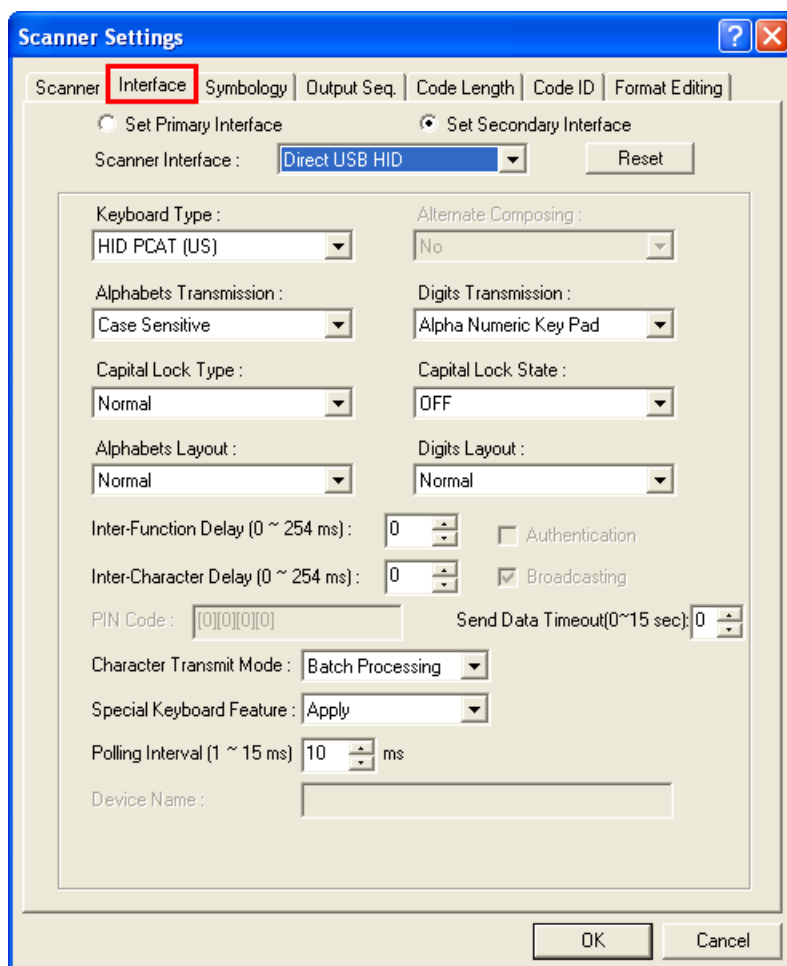 Scanner Settings
Scanner Interface Symbology Output Seq. Code Length Code ID Format Editing
Set Primary Interface Set Secondary Interface
Scanner Interface : Direct USB HID Reset
Keyboard Type : Alternate Composing :
HID PCAT (US) No
Alphabets Transmission : Digits Transmission :
Case Sensitive Alpha Numeric Key Pad
Capital Lock Type : Capital Lock State :
Normal OFF
Alphabets Layout : Digits Layout :
Normal Normal
Inter-Function Delay (0 ~ 254 ms) : 0 Authentication
Inter-Character Delay (0 ~ 254 ms) : 0 Broadcasting
PIN Code : [0][0][0][0] Send Data Timeout(0~15 sec): 0
Character Transmit Mode : Batch Processing
Special Keyboard Feature : Apply
Polling Interval (1 ~ 15 ms) 10 ms
Device Name :
OK Cancel